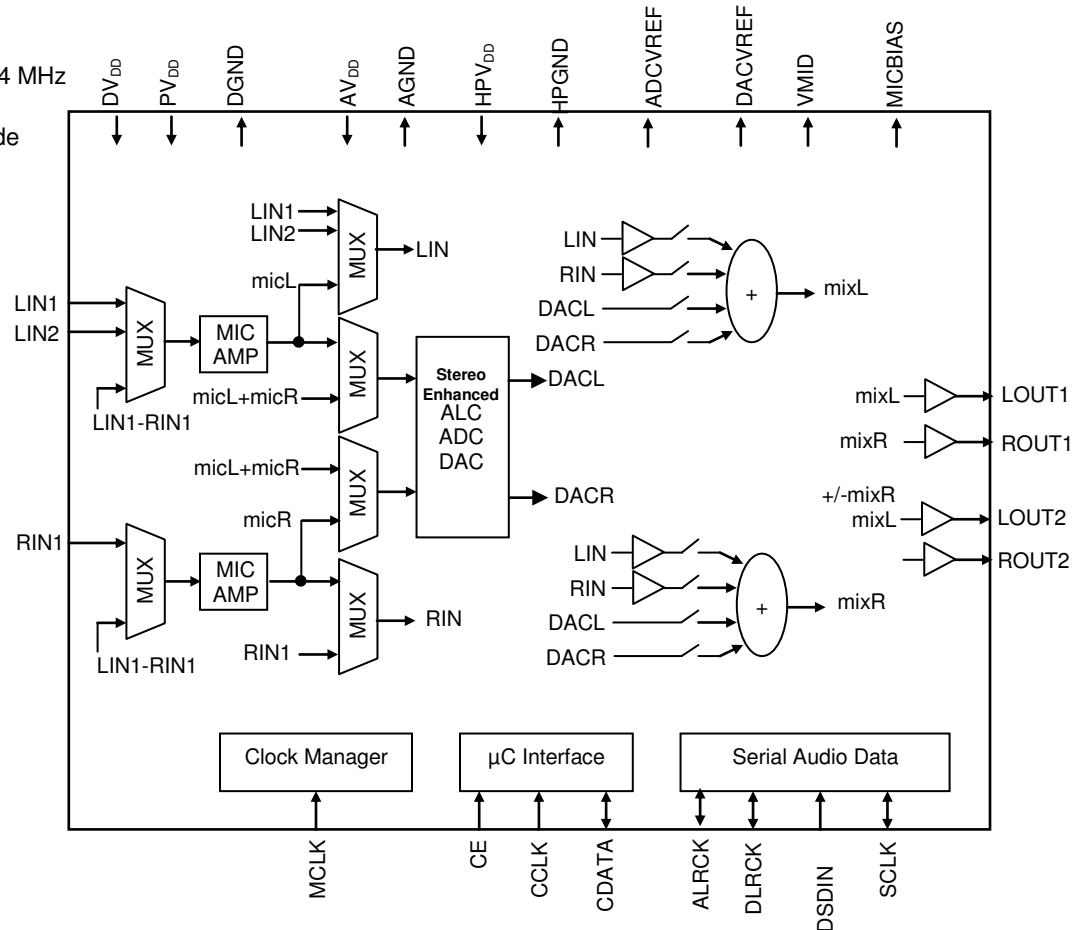 4 MHz
de
DVDD
PVDD
DGND
AVDD
AGND
HPVDD
HPGND
ADCVREF
DACVREF
VMID
MICBIAS
LIN1
LIN2
micL
MUX
LIN
LIN1
LIN2
LIN1-RIN1
MUX
MIC
AMP
micL+micR
MUX
micL+micR
micR
MUX
Stereo
Enhanced
ALC
ADC
DAC
DACL
DACR
RIN1
LIN1-RIN1
MUX
MIC
AMP
RIN1
MUX
RIN
LIN
RIN
DACL
DACR
+
mixL
LIN
RIN
DACL
DACR
+
mixR
mixL
LOUT1
mixR
ROUT1
+/-mixR
mixL
LOUT2
ROUT2
Clock Manager
µC Interface
Serial Audio Data
MCLK
CE
CCLK
CDATA
ALRCK
DLRCK
DSDIN
SCLK